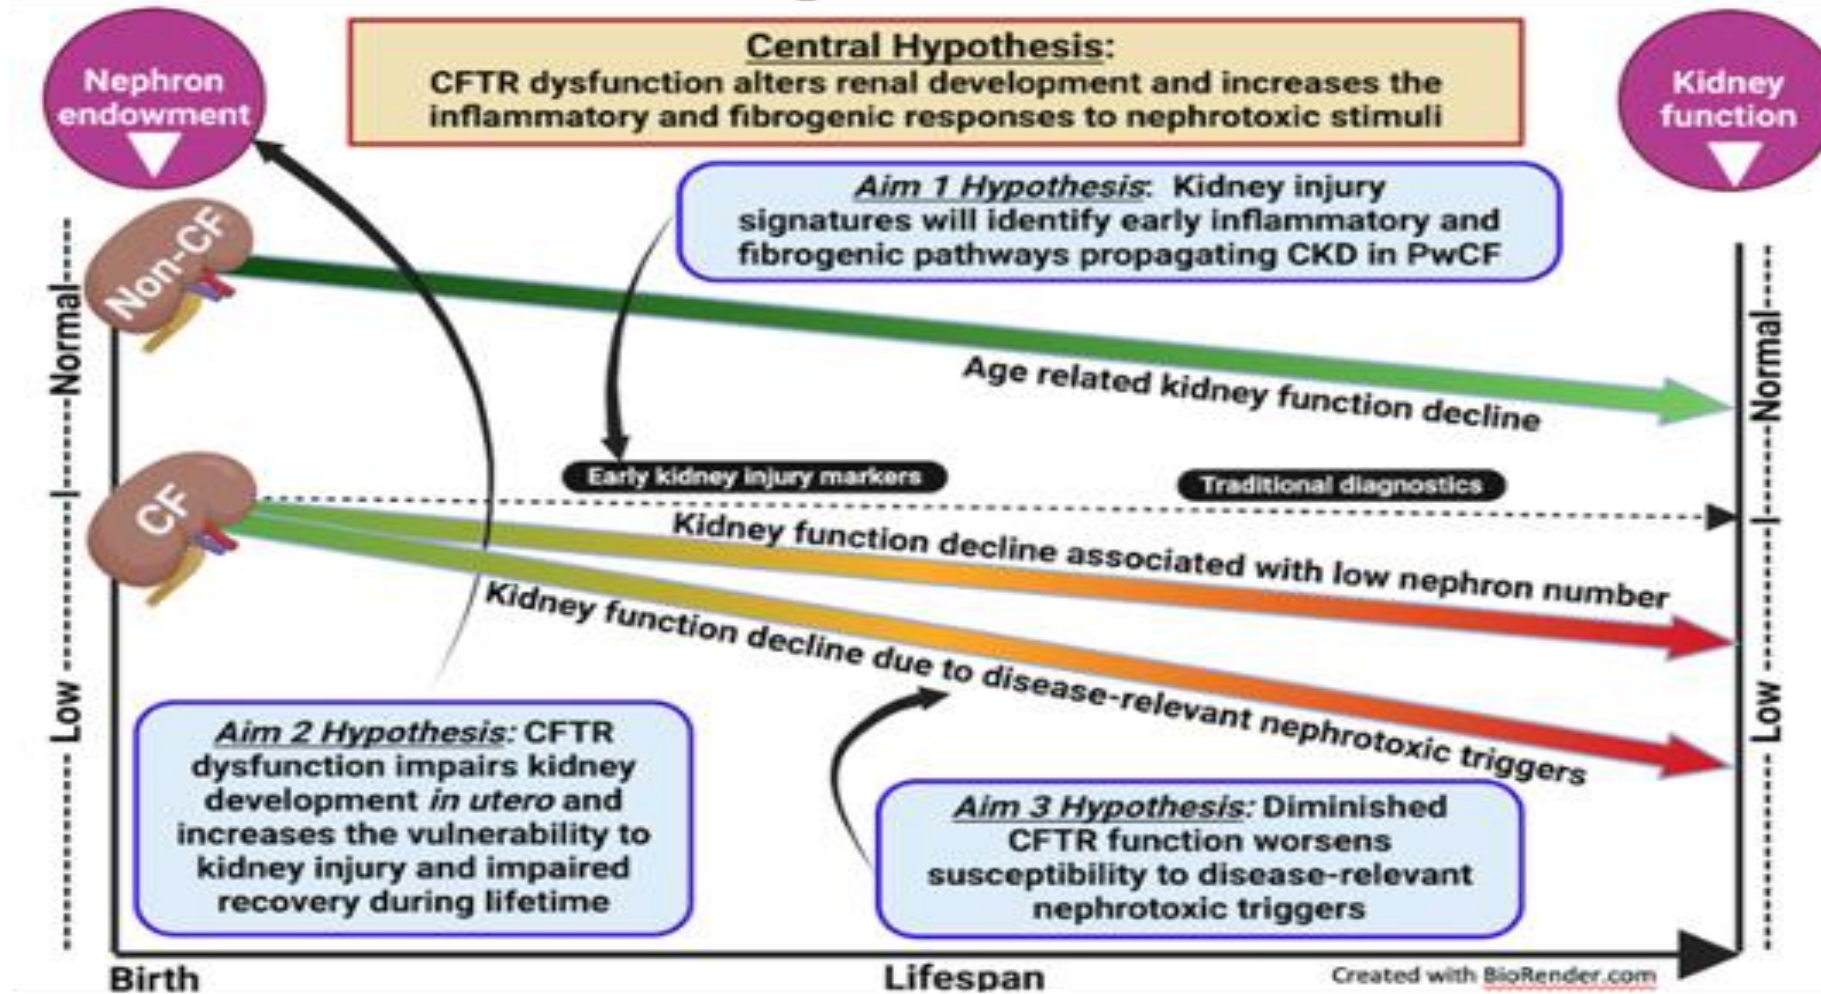 Nephron
endowment
Central Hypothesis:
CFTR dysfunction alters renal development and increases the
inflammatory and fibrogenic responses to nephrotoxic stimuli
Kidney
function
Aim 1 Hypothesis: Kidney injury
signatures will identify early inflammatory and
fibrogenic pathways propagating CKD in PwCF
Normal
Non-CF
Age related kidney function decline
Normal
Early kidney injury markers
Traditional diagnostics
CF
Kidney function decline associated with low nephron number
Kidney function decline due to disease-relevant nephrotoxic triggers
Low
Low
Aim 2 Hypothesis: CFTR
dysfunction impairs kidney
development in utero and
increases the vulnerability to
kidney injury and impaired
recovery during lifetime
Aim 3 Hypothesis: Diminished
CFTR function worsens
susceptibility to disease-relevant
nephrotoxic triggers
Birth
Lifespan
Created with BioRender.com